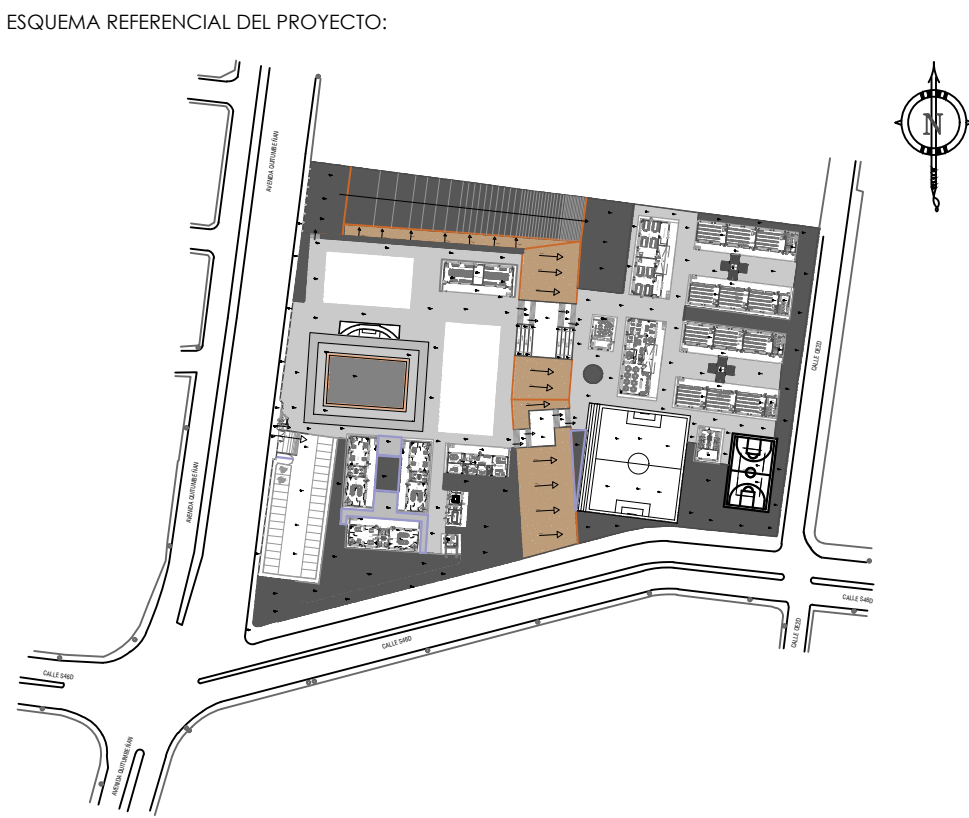 ESQUEMA REFERENCIAL DEL PROYECTO:
N
AVENIDA QUITUMBE ÑAN
CALLE OE2D
AVENIDA QUITUMBE ÑAN
CALLE S46D
CALLE OE2D
CALLE S46D
CALLE S46D
AVENIDA QUITUMBE ÑAN